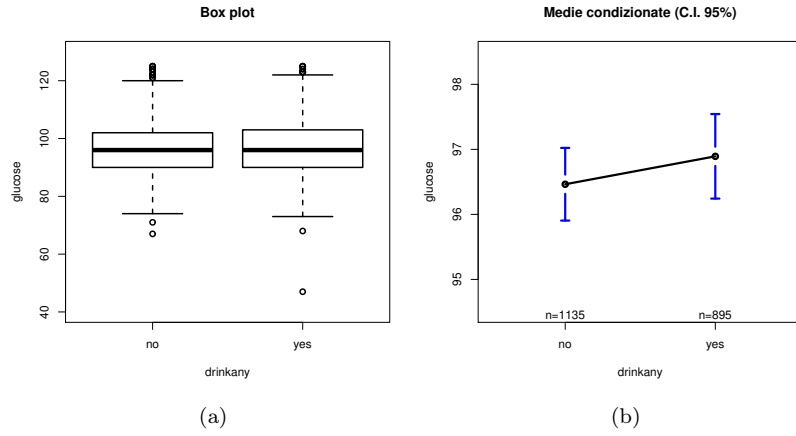 Box plot
glucose
120
100
80
60
40
no
yes
drinkany
(a)
Medie condizionate (C.I. 95%)
glucose
98
97
96
95
n=1135
n=895
no
yes
drinkany
(b)